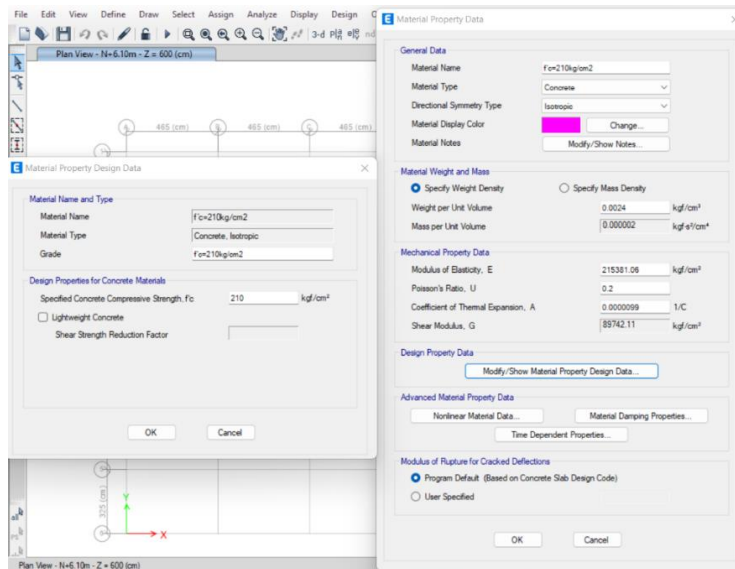 File Edit View Define Draw Select Assign Analyze Display Design
3-d
Plan View - N+6.10m - Z = 600 (cm)
A 465 (cm) B 465 (cm) C 465 (cm)
Material Property Design Data
Material Name and Type
Material Name f'c=210kg/cm2
Material Type Concrete, Isotropic
Grade f'c=210kg/cm2
Design Properties for Concrete Materials
Specified Concrete Compressive Strength, f'c 210 kgf/cm²
Lightweight Concrete
Shear Strength Reduction Factor
OK Cancel
325 (cm)
Y
X
Plan View - N+6.10m - Z = 600 (cm)
Material Property Data
General Data
Material Name f'c=210kg/cm2
Material Type Concrete
Directional Symmetry Type Isotropic
Material Display Color Change...
Material Notes Modify/Show Notes...
Material Weight and Mass
Specify Weight Density Specify Mass Density
Weight per Unit Volume 0.0024 kgf/cm³
Mass per Unit Volume 0.000002 kgf-s²/cm⁴
Mechanical Property Data
Modulus of Elasticity, E 215381.06 kgf/cm²
Poisson's Ratio, U 0.2
Coefficient of Thermal Expansion, A 0.0000099 1/C
Shear Modulus, G 89742.11 kgf/cm²
Design Property Data
Modify/Show Material Property Design Data...
Advanced Material Property Data
Nonlinear Material Data... Material Damping Properties...
Time Dependent Properties...
Modulus of Rupture for Cracked Deflections
Program Default (Based on Concrete Slab Design Code)
User Specified
OK Cancel